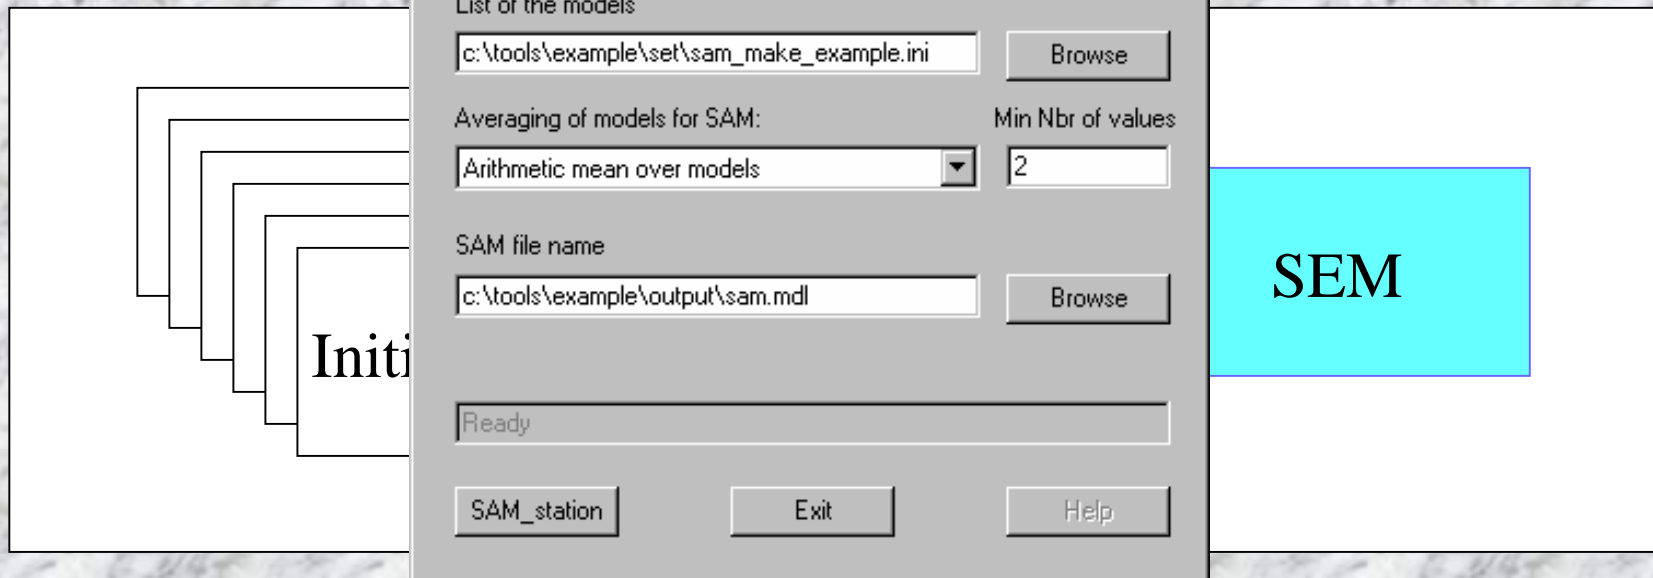 List of the models
c:\tools\example\set\sam_make_example.ini
Browse
Averaging of models for SAM:
Min Nbr of values
Arithmetic mean over models
2
SAM file name
SEM
c:\tools\example\output\sam.mdl
Browse
Initi
Ready
SAM_station
Exit
Help